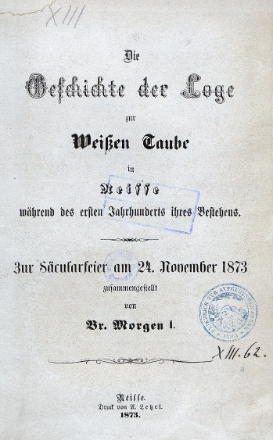 XIII
Die
Geschichte der Loge
zur
Weißen Taube
in
Neisse
während des ersten Jahrhunderts ihres Bestehens.
Zur Säcularfeier am 24. November 1873
zusammengestellt
von
Br. Morgen I.
XIII.62.
Neisse.
Druck von A. Letzel.
1873.